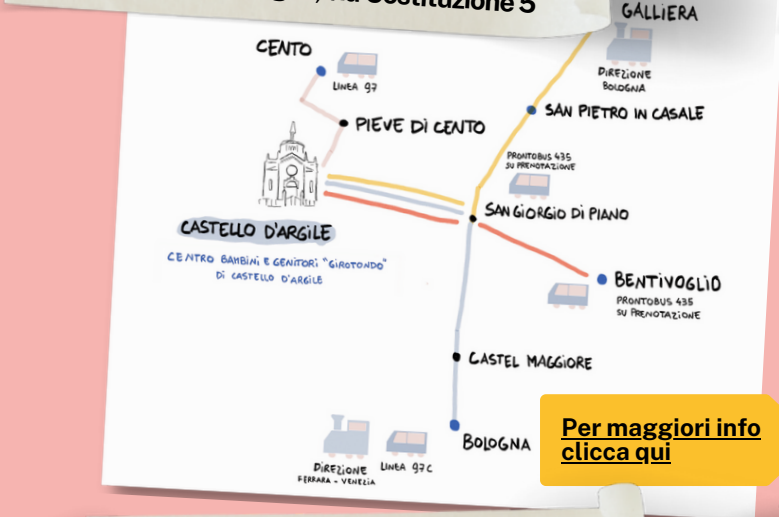 Costituzione 5
GALLIERA
CENTO
LINEA 97
DIREZIONE
BOLOGNA
SAN PIETRO IN CASALE
PIEVE DI CENTO
PRONTOBUS 435
SU PRENOTAZIONE
SAN GIORGIO DI PIANO
CASTELLO D'ARGILE
CENTRO BAMBINI E GENITORI "GIROTONDO"
DI CASTELLO D'ARGILE
BENTIVOGLIO
PRONTOBUS 435
SU PRENOTAZIONE
CASTEL MAGGIORE
BOLOGNA
DIREZIONE
FERRARA - VENEZIA
LINEA 97C
Per maggiori info
clicca qui